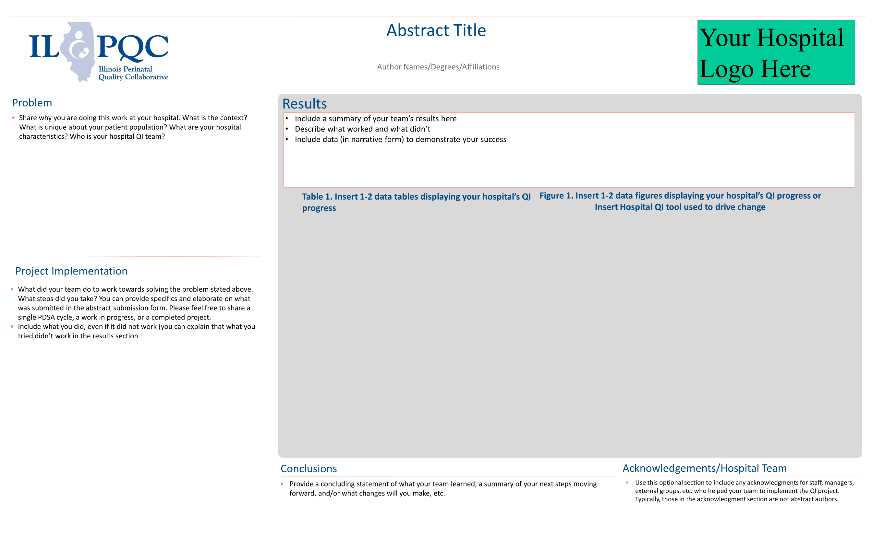 IL PQC
Illinois Perinatal
Quality Collaborative
Abstract Title
Author Names/Degrees/Affiliations
Your Hospital
Logo Here
Problem
• Share why you are doing this work at your hospital. What is the context?
What is unique about your patient population? What are your hospital
characteristics? Who is your hospital QI team?
Project Implementation
• What did your team do to work towards solving the problem stated above.
What steps did you take? You can provide specifics and elaborate on what
was submitted in the abstract submission form. Please feel free to share a
single PDSA cycle, a work in progress, or a completed project.
• Include what you did, even if it did not work (you can explain that what you
tried didn't work in the results section
Results
• Include a summary of your team's results here
• Describe what worked and what didn't
• Include data (in narrative form) to demonstrate your success
Table 1. Insert 1-2 data tables displaying your hospital's QI
progress
Figure 1. Insert 1-2 data figures displaying your hospital's QI progress or
Insert Hospital QI tool used to drive change
Conclusions
• Provide a concluding statement of what your team learned, a summary of your next steps moving
forward, and/or what changes will you make, etc.
Acknowledgements/Hospital Team
• Use this optional section to include any acknowledgments for staff, managers,
external groups, etc. who helped your team to implement the QI project.
Typically, those in the acknowledgment section are not abstract authors.